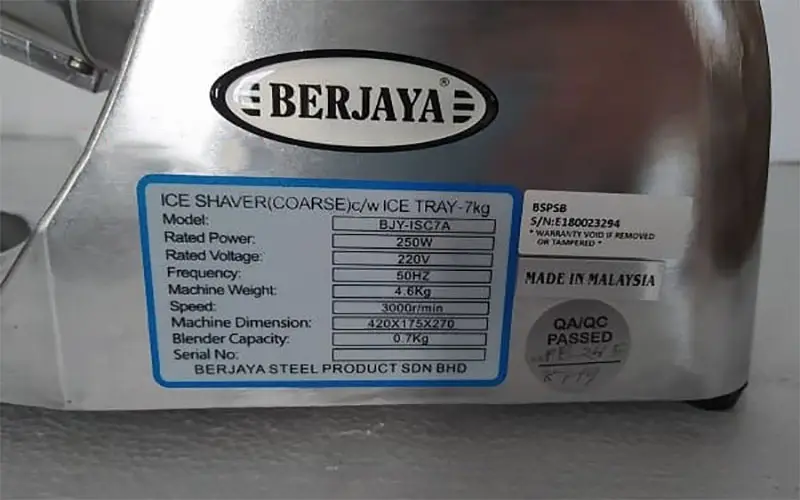 BERJAYA®
ICE SHAVER(COARSE)c/w ICE TRAY-7kg
Model: BJY-ISC7A
Rated Power: 250W
Rated Voltage: 220V
Frequency: 50HZ
Machine Weight: 4.6Kg
Speed: 3000r/min
Machine Dimension: 420X175X270
Blender Capacity: 0.7Kg
Serial No:
BERJAYA STEEL PRODUCT SDN BHD
BSPSB
S/N:E180023294
* WARRANTY VOID IF REMOVED
OR TAMPERED *
MADE IN MALAYSIA
QA/QC
PASSED